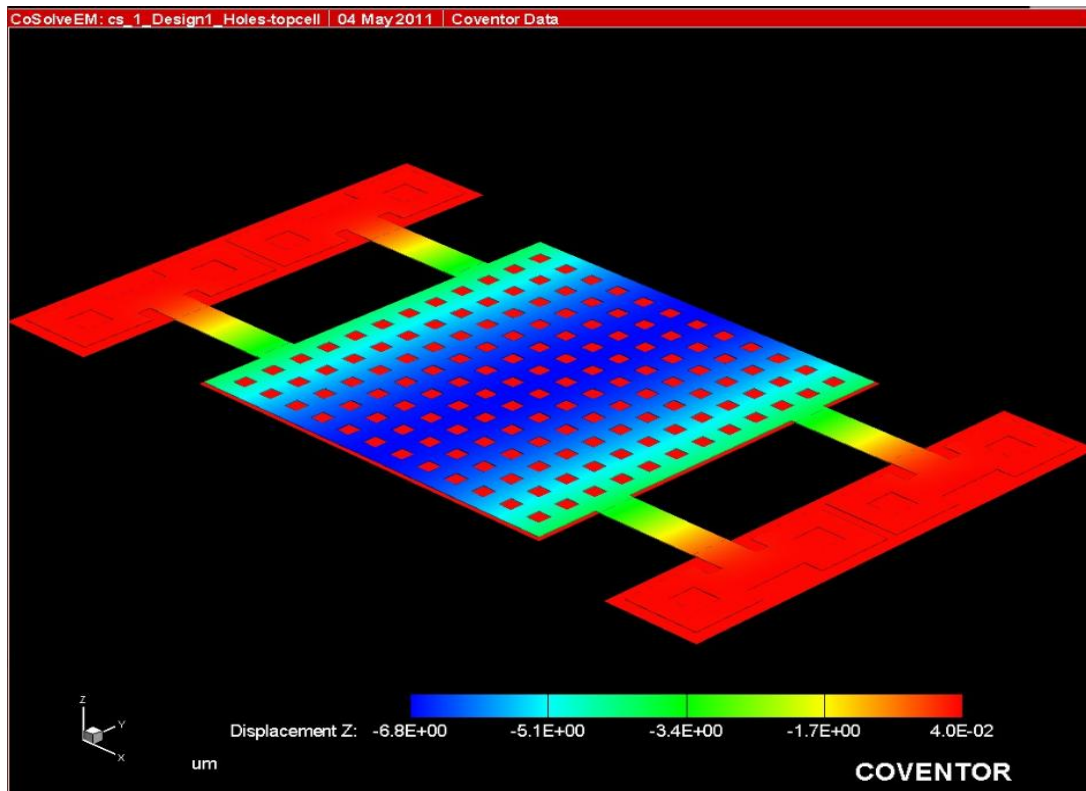 CoSolveEM: cs_1_Design1_Holes-topcell 04 May 2011 Coventor Data
Z
Y
X
Displacement Z: -6.8E+00 -5.1E+00 -3.4E+00 -1.7E+00 4.0E-02
um
COVENTOR